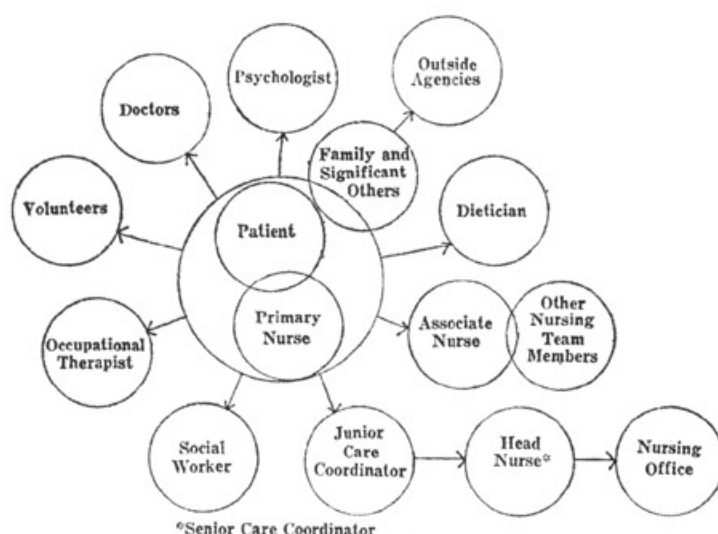 Outside
Agencies
Psychologist
Doctors
Family and
Significant
Others
Volunteers
Dietician
Patient
Primary
Nurse
Associate
Nurse
Other
Nursing
Team
Members
Occupational
Therapist
Social
Worker
Junior
Care
Coordinator
Head
Nurse*
Nursing
Office
*Senior Care Coordinator